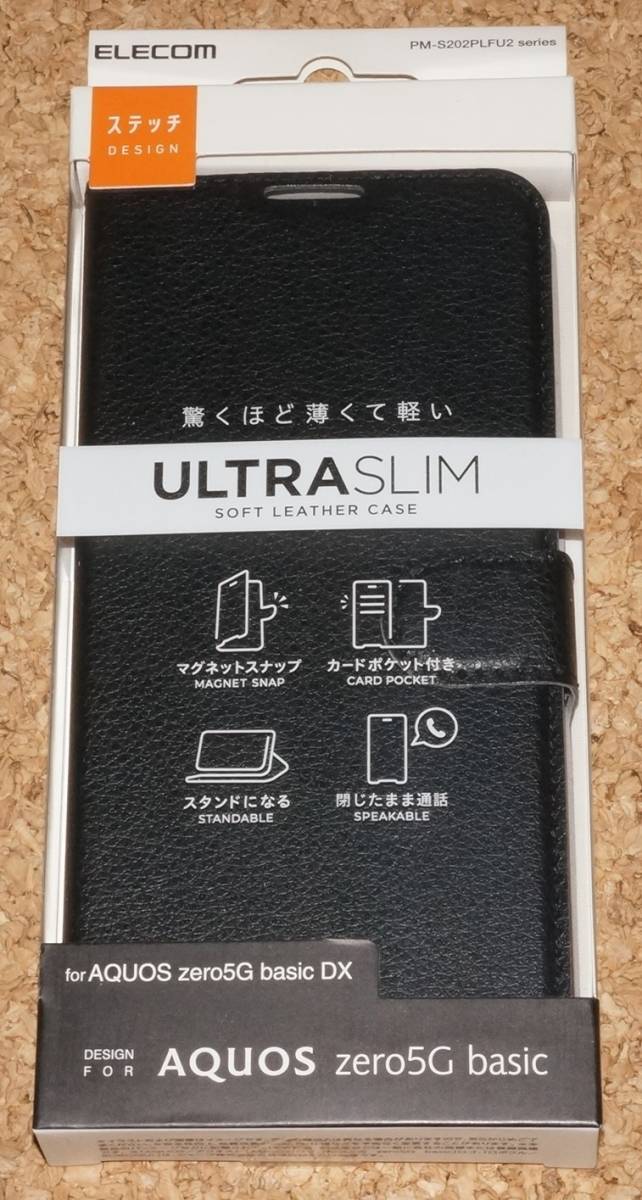 ELECOM
PM-S202PLFU2 series
ステッチ
DESIGN
驚くほど薄くて軽い
ULTRASLIM
SOFT LEATHER CASE
マグネットスナップ
MAGNET SNAP
カードポケット付き
CARD POCKET
スタンドになる
STANDABLE
閉じたまま通話
SPEAKABLE
for AQUOS zero5G basic DX
DESIGN FOR AQUOS zero5G basic